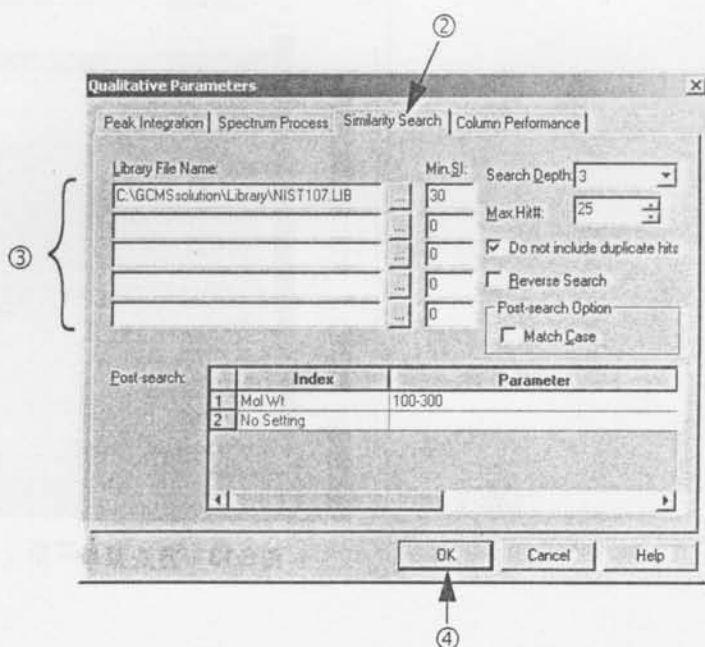 ②
Qualitative Parameters
Peak Integration Spectrum Process Similarity Search Column Performance
Library File Name: Min.SI: Search Depth: 3
C:\GCMSsolution\Library\NIST107.LIB ... 30
Max.Hit#: 25
... 0
Do not include duplicate hits
... 0
Reverse Search
... 0
Post-search Option
... 0
Match Case
③
Post-search:
Index Parameter
1 Mol Wt 100-300
2 No Setting
OK Cancel Help
④